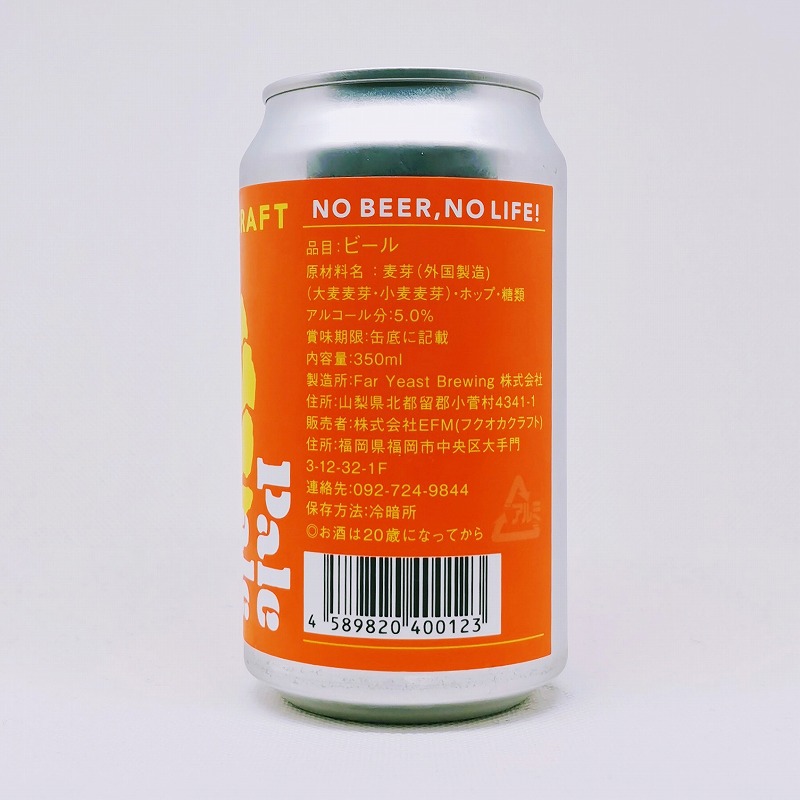 RAFT
NO BEER, NO LIFE!
品目:ビール
原材料名 :麦芽(外国製造)
(大麦麦芽・小麦麦芽)・ホップ・糖類
アルコール分:5.0%
賞味期限:缶底に記載
内容量:350ml
製造所:Far Yeast Brewing 株式会社
住所:山梨県北都留郡小菅村4341-1
販売者:株式会社EFM(フクオカクラフト)
住所:福岡県福岡市中央区大手門
3-12-32-1F
連絡先:092-724-9844
保存方法:冷暗所
◎お酒は20歳になってから
アルミ
4 589820 400123
Pale